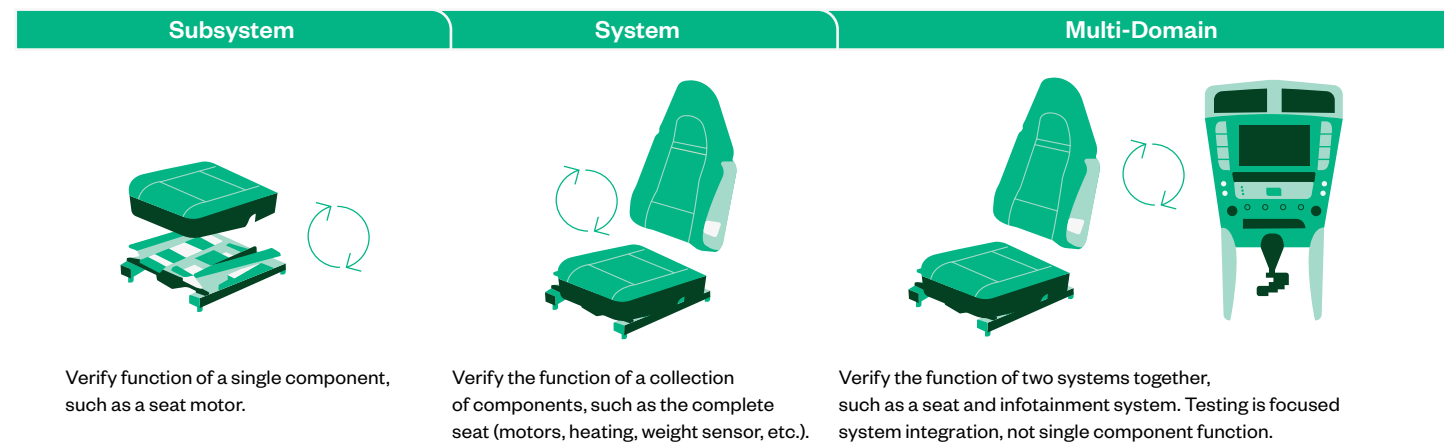 Subsystem
System
Multi-Domain
Verify function of a single component,
such as a seat motor.
Verify the function of a collection
of components, such as the complete
seat (motors, heating, weight sensor, etc.).
Verify the function of two systems together,
such as a seat and infotainment system. Testing is focused
system integration, not single component function.